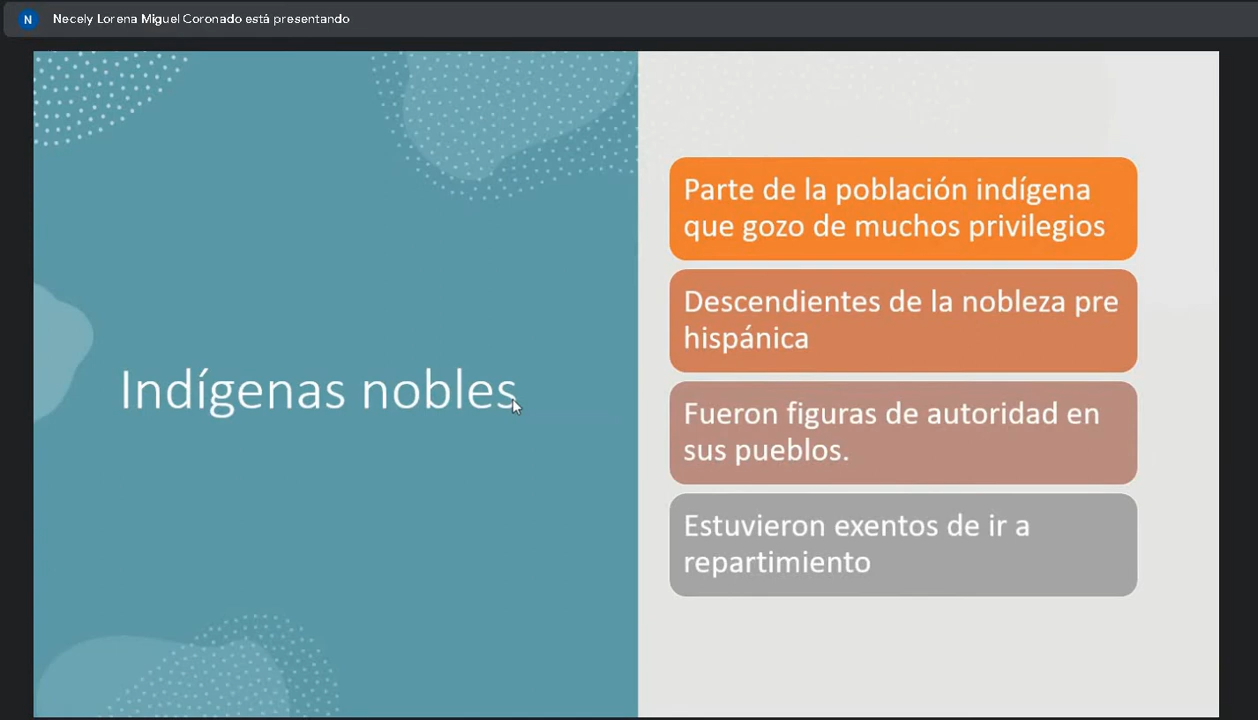 N
Necely Lorena Miguel Coronado está presentando
Indígenas nobles
Parte de la población indígena
que gozo de muchos privilegios
Descendientes de la nobleza pre
hispánica
Fueron figuras de autoridad en
sus pueblos.
Estuvieron exentos de ir a
repartimiento